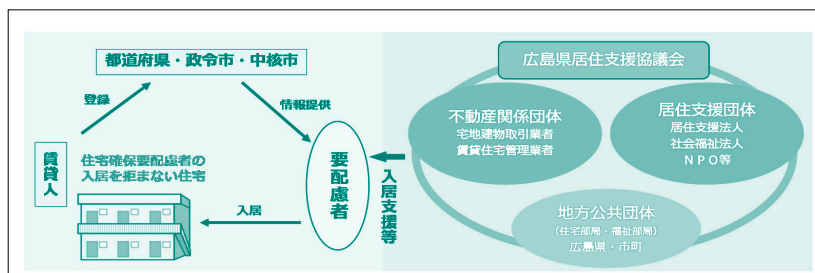 都道府県・政令市・中核市
登録
情報提供
賃貸人
住宅確保要配慮者の
入居を拒まない住宅
入居
要配慮者
入居支援等
広島県居住支援協議会
不動産関係団体
宅地建物取引業者
賃貸住宅管理業者
居住支援団体
居住支援法人
社会福祉法人
NPO等
地方公共団体
(住宅部局・福祉部局)
広島県・市町